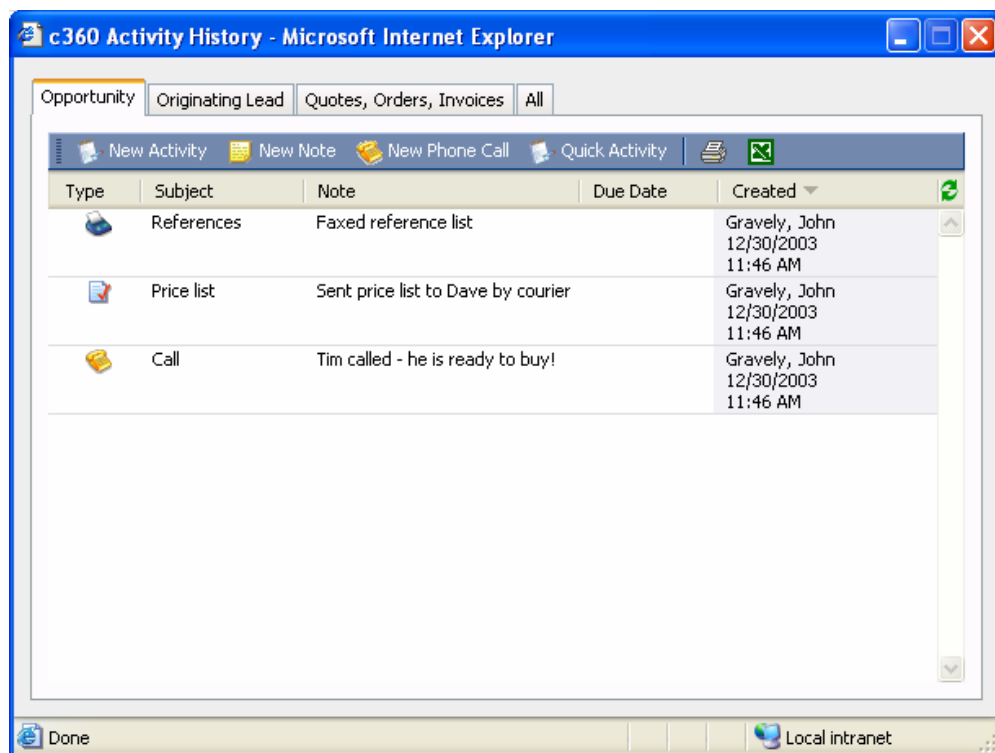 c360 Activity History - Microsoft Internet Explorer
Opportunity Originating Lead Quotes, Orders, Invoices All
New Activity New Note New Phone Call Quick Activity
Type Subject Note Due Date Created
References Faxed reference list Gravely, John
12/30/2003
11:46 AM
Price list Sent price list to Dave by courier Gravely, John
12/30/2003
11:46 AM
Call Tim called - he is ready to buy! Gravely, John
12/30/2003
11:46 AM
Done Local intranet